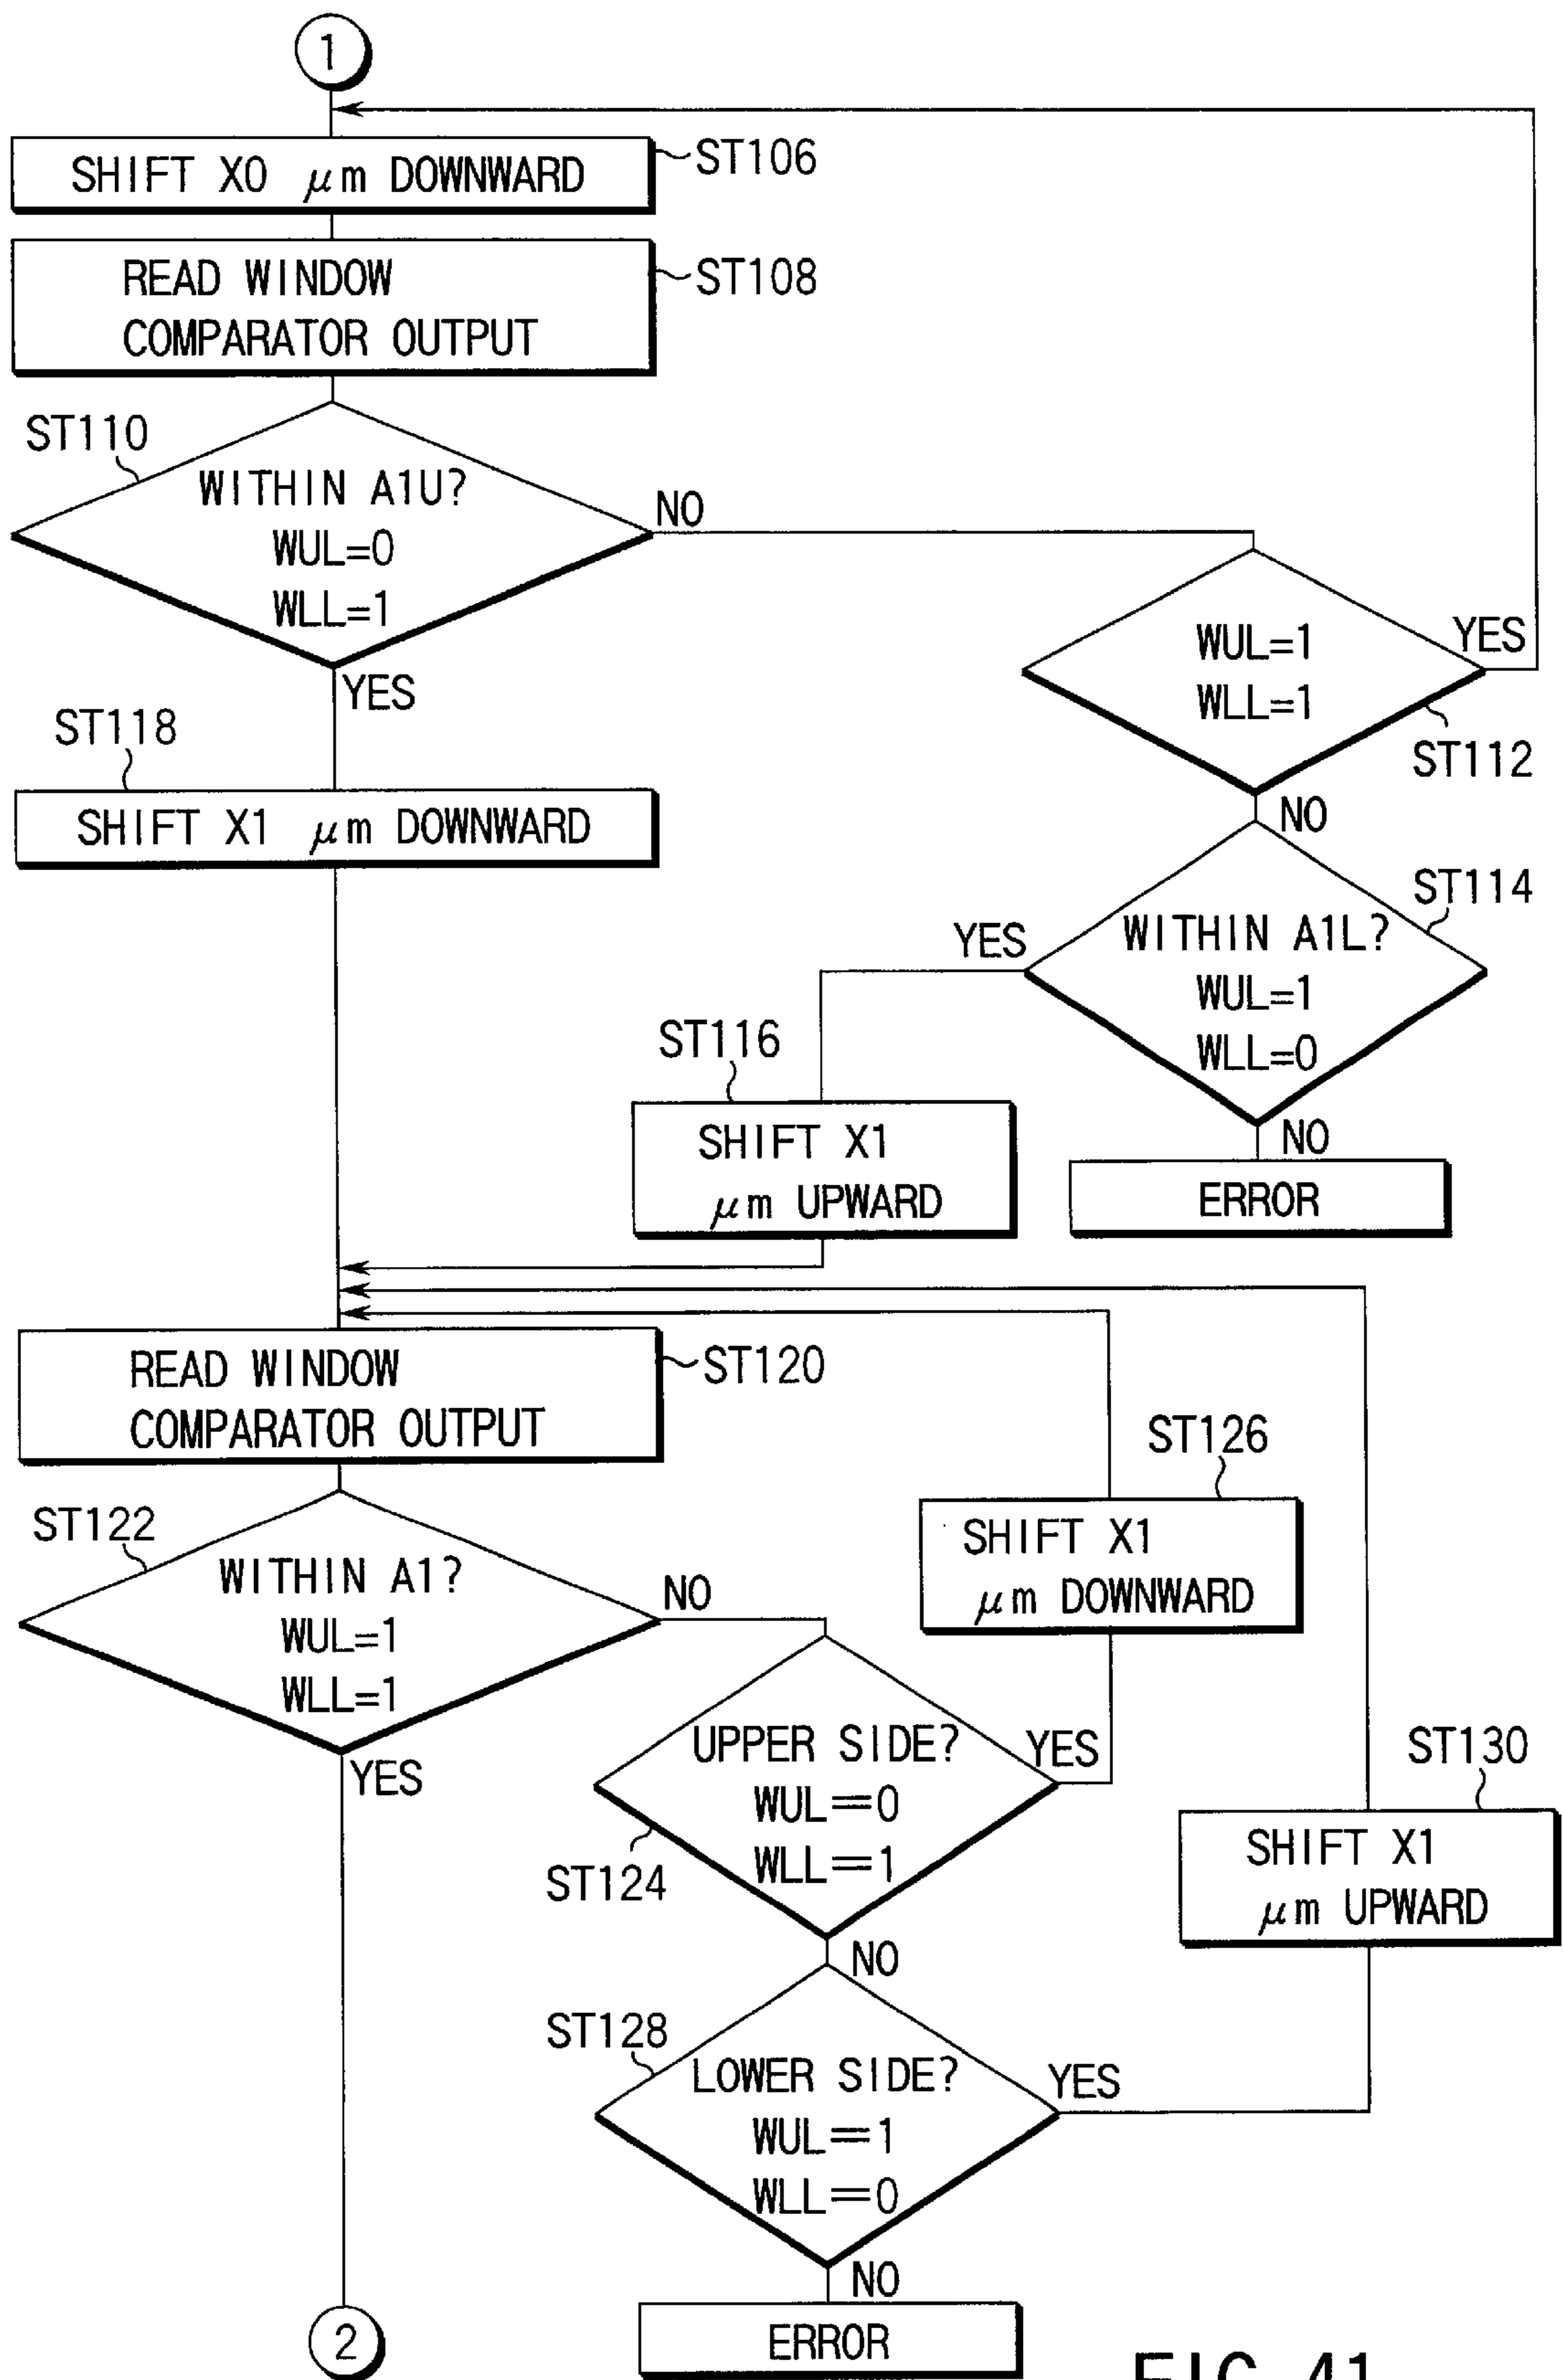 1
SHIFT X0 μm DOWNWARD
ST106
READ WINDOW
COMPARATOR OUTPUT
ST108
ST110
WITHIN A1U?
WUL=0
WLL=1
NO
YES
WUL=1
WLL=1
YES
ST112
NO
ST118
SHIFT X1 μm DOWNWARD
ST114
WITHIN A1L?
WUL=1
WLL=0
YES
NO
ST116
SHIFT X1
μm UPWARD
ERROR
READ WINDOW
COMPARATOR OUTPUT
ST120
ST122
WITHIN A1?
WUL=1
WLL=1
NO
YES
ST126
SHIFT X1
μm DOWNWARD
UPPER SIDE?
WUL=0
WLL=1
YES
ST124
NO
ST130
SHIFT X1
μm UPWARD
ST128
LOWER SIDE?
WUL=1
WLL=0
YES
NO
ERROR
2
FIG. 41